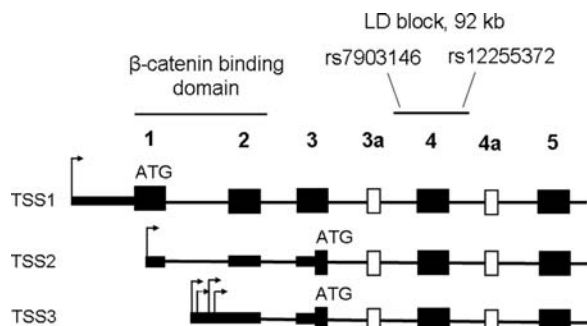 LD block, 92 kb
rs7903146 rs12255372
β-catenin binding
domain
1 2 3 3a 4 4a 5
ATG
TSS1
ATG
TSS2
ATG
TSS3